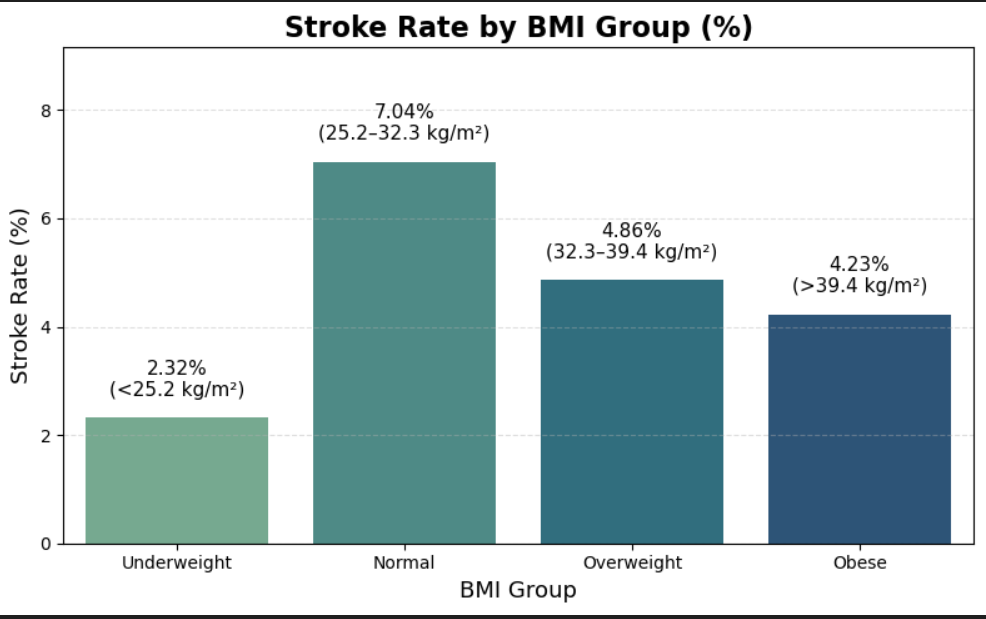 Stroke Rate by BMI Group (%)
Stroke Rate (%)
8
6
4
2
0
2.32%
(<25.2 kg/m²)
7.04%
(25.2–32.3 kg/m²)
4.86%
(32.3–39.4 kg/m²)
4.23%
(>39.4 kg/m²)
Underweight
Normal
Overweight
Obese
BMI Group